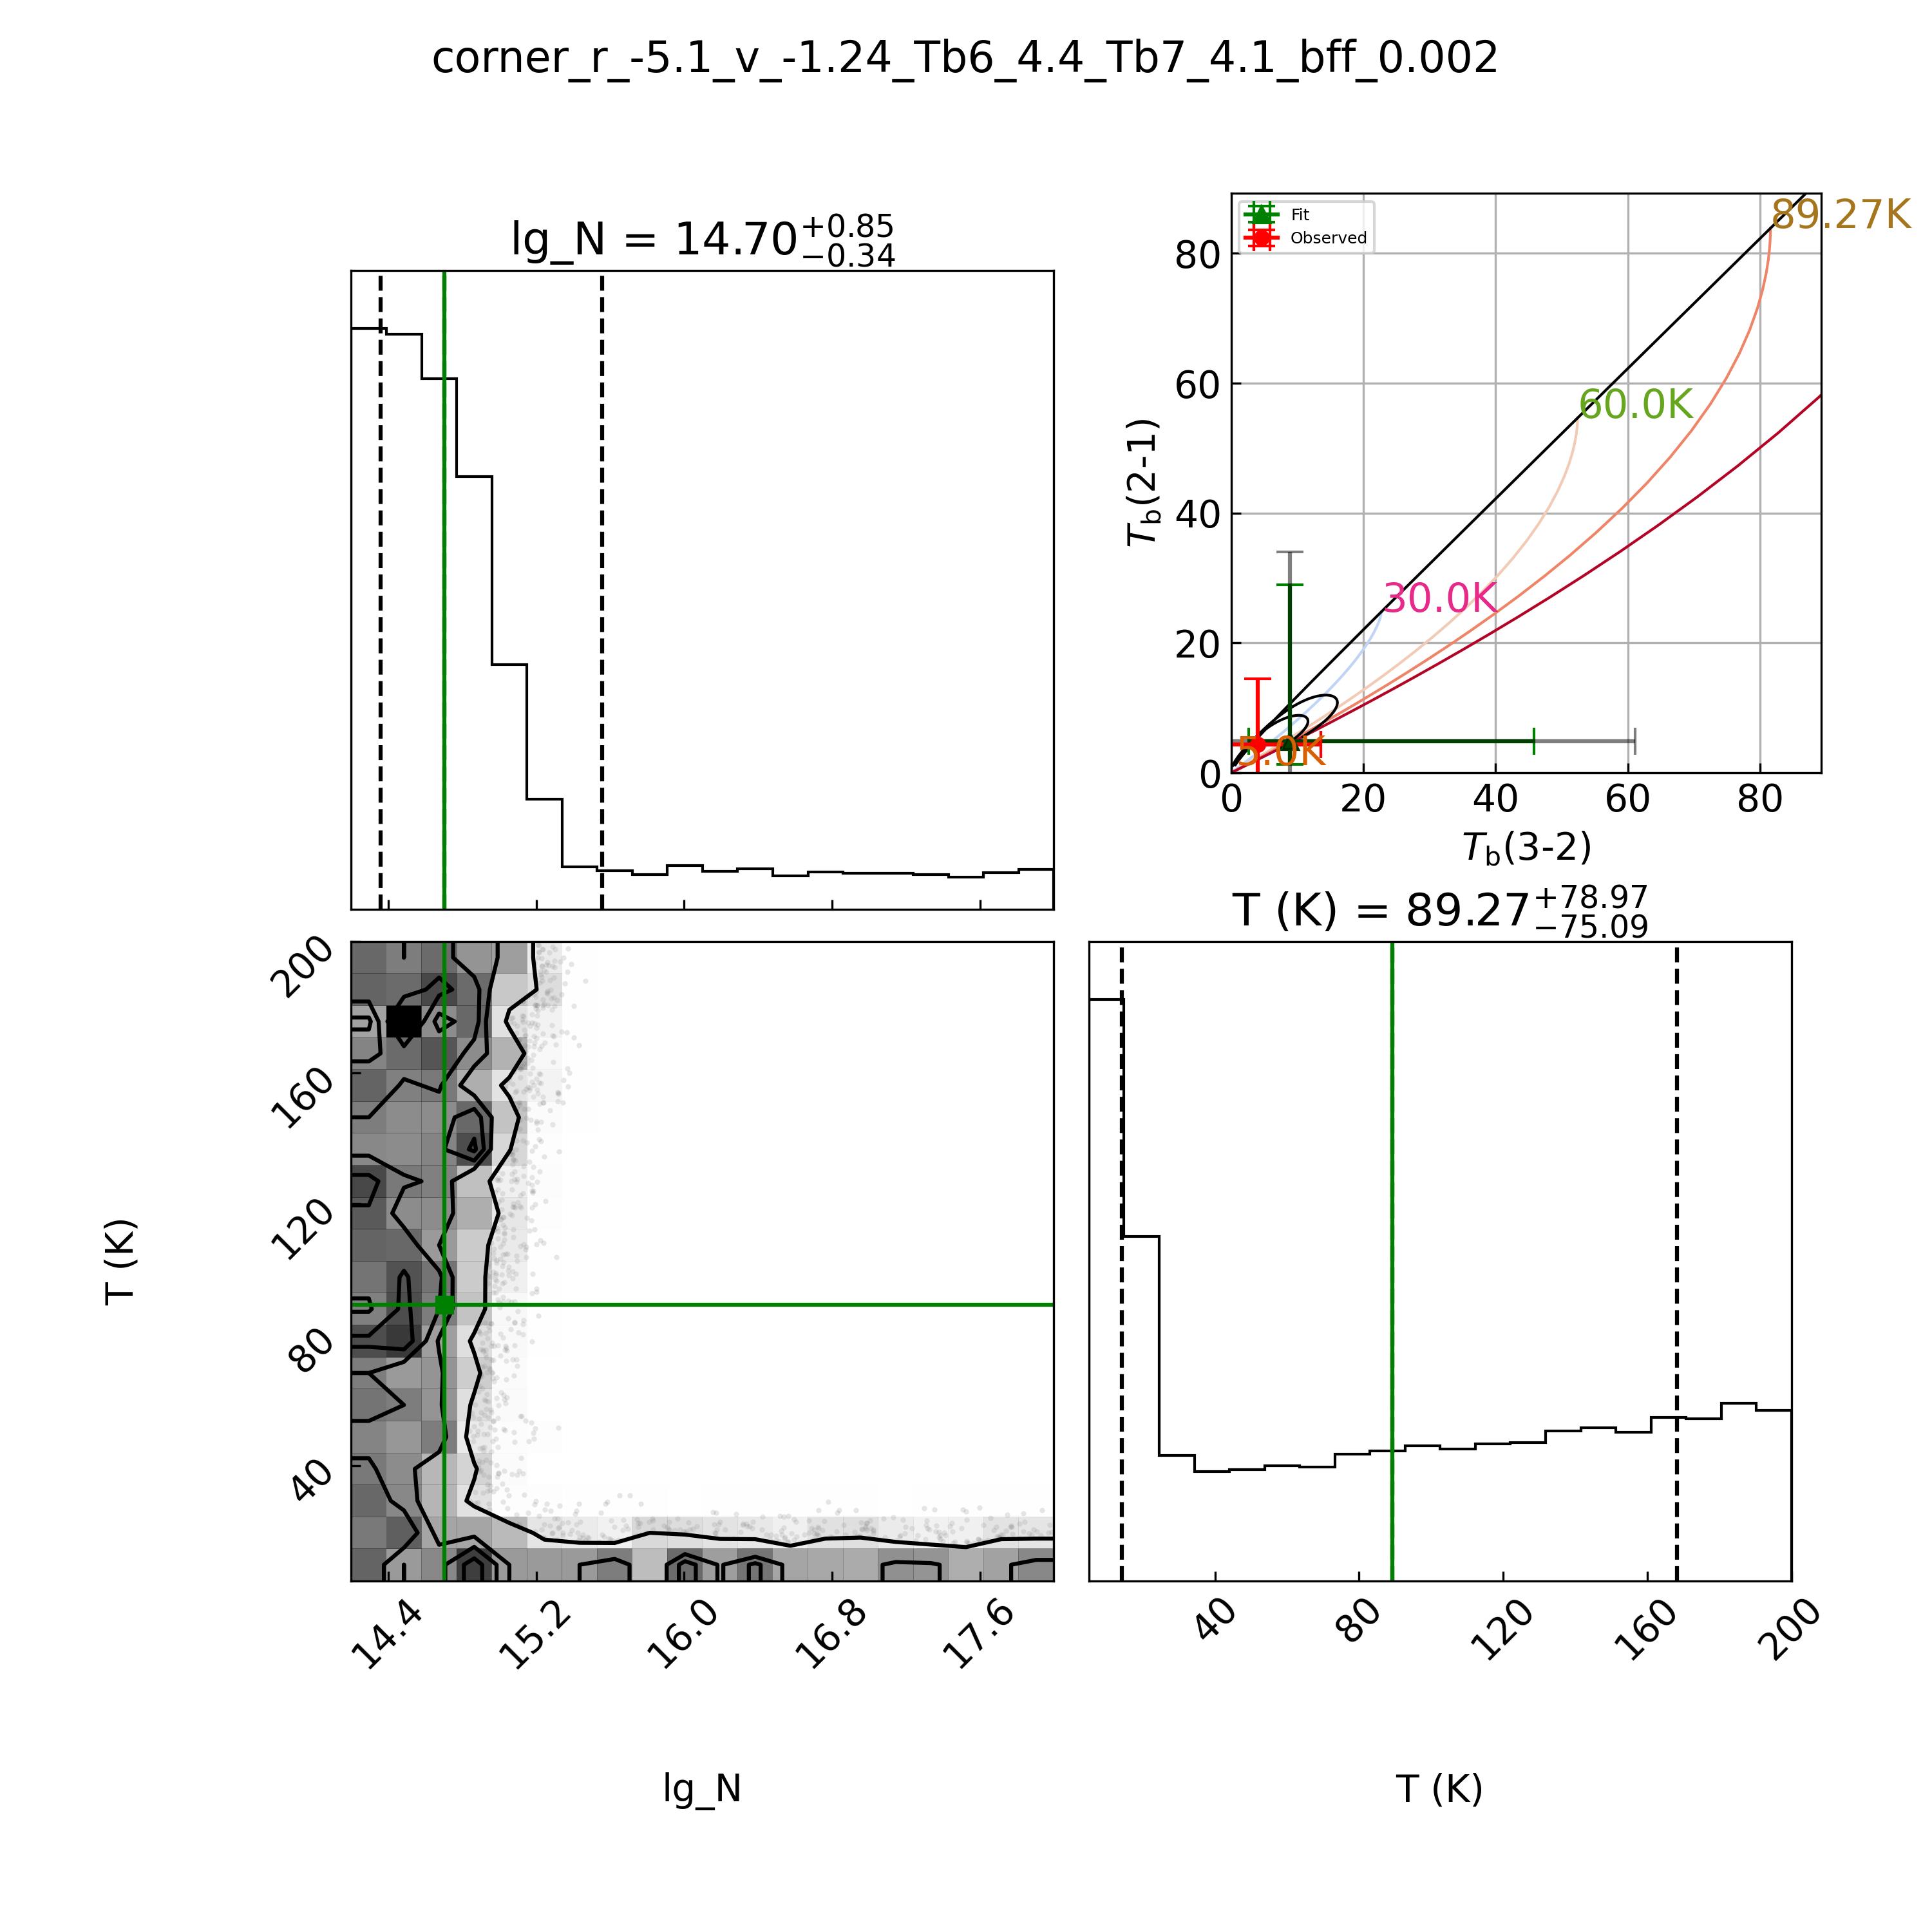 corner_r_-5.1_v_-1.24_Tb6_4.4_Tb7_4.1_bff_0.002
lg_N = 14.70+0.85−0.34
Fit
Observed
89.27K
60.0K
30.0K
5.0K
80
60
40
20
0
Tb(2-1)
0 20 40 60 80
Tb(3-2)
T (K) = 89.27+78.97−75.09
200
160
120
80
40
T (K)
14.4 15.2 16.0 16.8 17.6
lg_N
40 80 120 160 200
T (K)